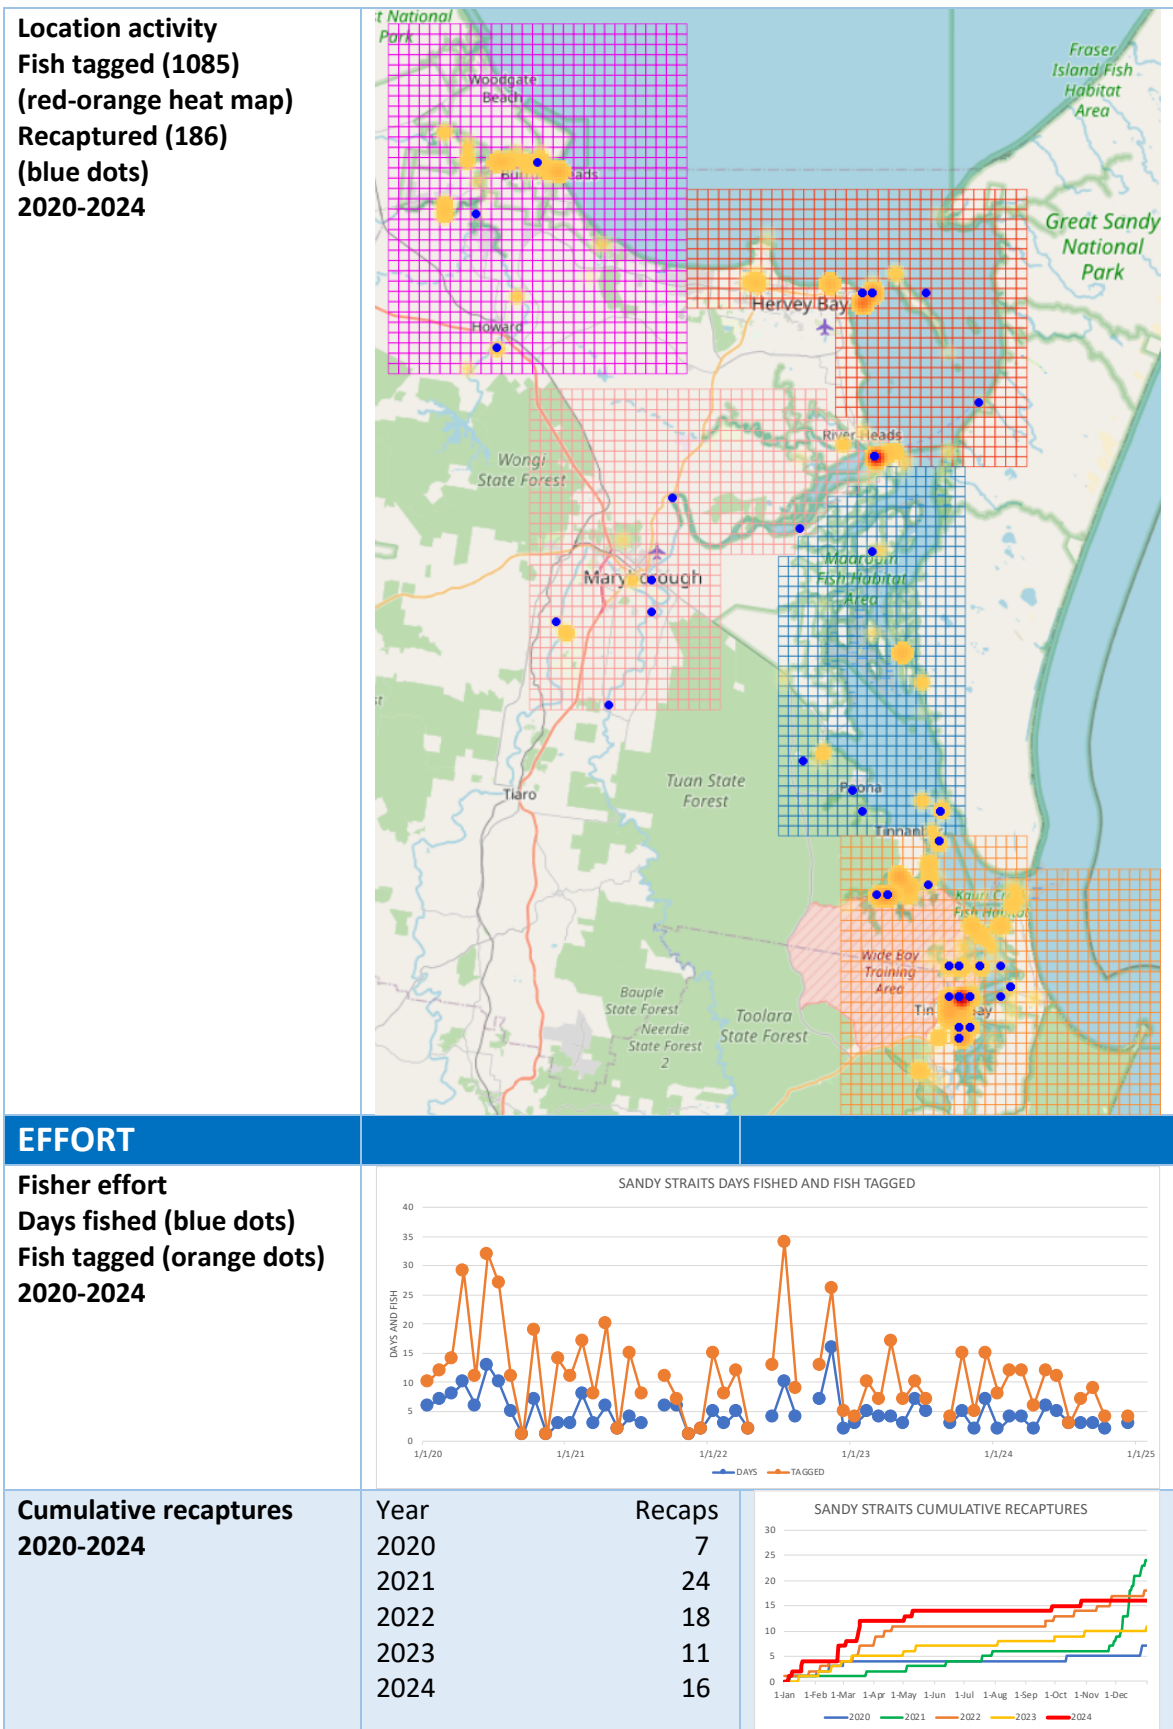 Location activity
Fish tagged (1085)
(red-orange heat map)
Recaptured (186)
(blue dots)
2020-2024
st National
Park
Woodgate
Beach
Fraser
Island Fish
Habitat
Area
Great Sandy
National
Park
Hervey Bay
Howard
River Heads
Wongi
State Forest
Maryborough
Maaroom
Fish Habitat
Area
st
Tuan State
Forest
Poona
Tiaro
Kauri Creek
Fish Habitat
Wide Bay
Training
Area
Bauple
State Forest
Neerdie
State Forest
2
Toolara
State Forest
EFFORT
Fisher effort
Days fished (blue dots)
Fish tagged (orange dots)
2020-2024
SANDY STRAITS DAYS FISHED AND FISH TAGGED
DAYS AND FISH
40
35
30
25
20
15
10
5
0
1/1/20 1/1/21 1/1/22 1/1/23 1/1/24 1/1/25
DAYS TAGGED
Cumulative recaptures
2020-2024
Year Recaps
2020 7
2021 24
2022 18
2023 11
2024 16
SANDY STRAITS CUMULATIVE RECAPTURES
30
25
20
15
10
5
0
1-Jan 1-Feb 1-Mar 1-Apr 1-May 1-Jun 1-Jul 1-Aug 1-Sep 1-Oct 1-Nov 1-Dec
2020 2021 2022 2023 2024